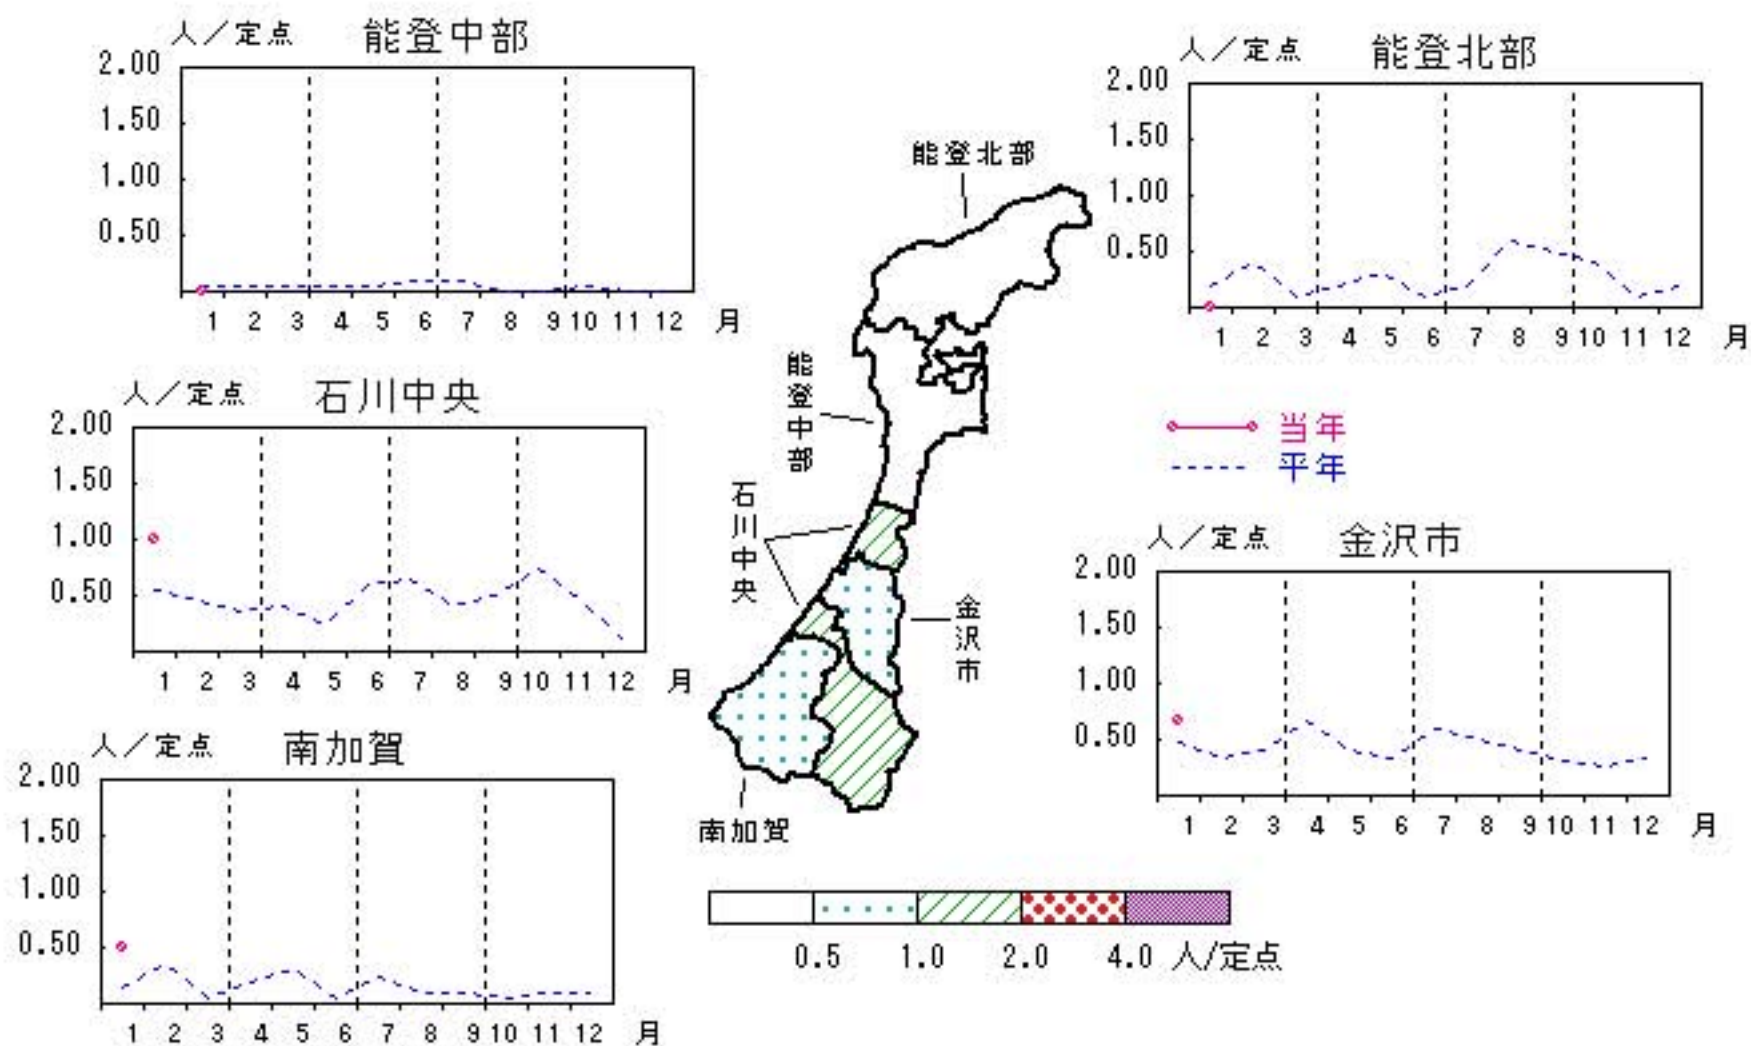 人／定点 能登中部
2.00
1.50
1.00
0.50
1 2 3 4 5 6 7 8 9 10 11 12 月
人／定点 能登北部
2.00
1.50
1.00
0.50
1 2 3 4 5 6 7 8 9 10 11 12 月
人／定点 石川中央
2.00
1.50
1.00
0.50
1 2 3 4 5 6 7 8 9 10 11 12 月
当年
平年
人／定点 金沢市
2.00
1.50
1.00
0.50
1 2 3 4 5 6 7 8 9 10 11 12 月
人／定点 南加賀
2.00
1.50
1.00
0.50
1 2 3 4 5 6 7 8 9 10 11 12 月
能登北部
能登中部
石川中央
金沢市
南加賀
0.5 1.0 2.0 4.0 人/定点